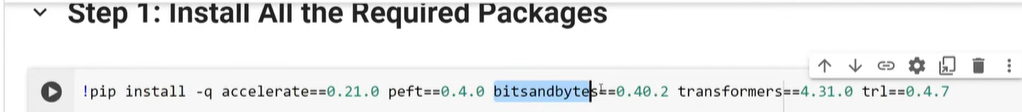 Step 1: Install All the Required Packages
!pip install -q accelerate==0.21.0 peft==0.4.0 bitsandbytes==0.40.2 transformers==4.31.0 trl==0.4.7